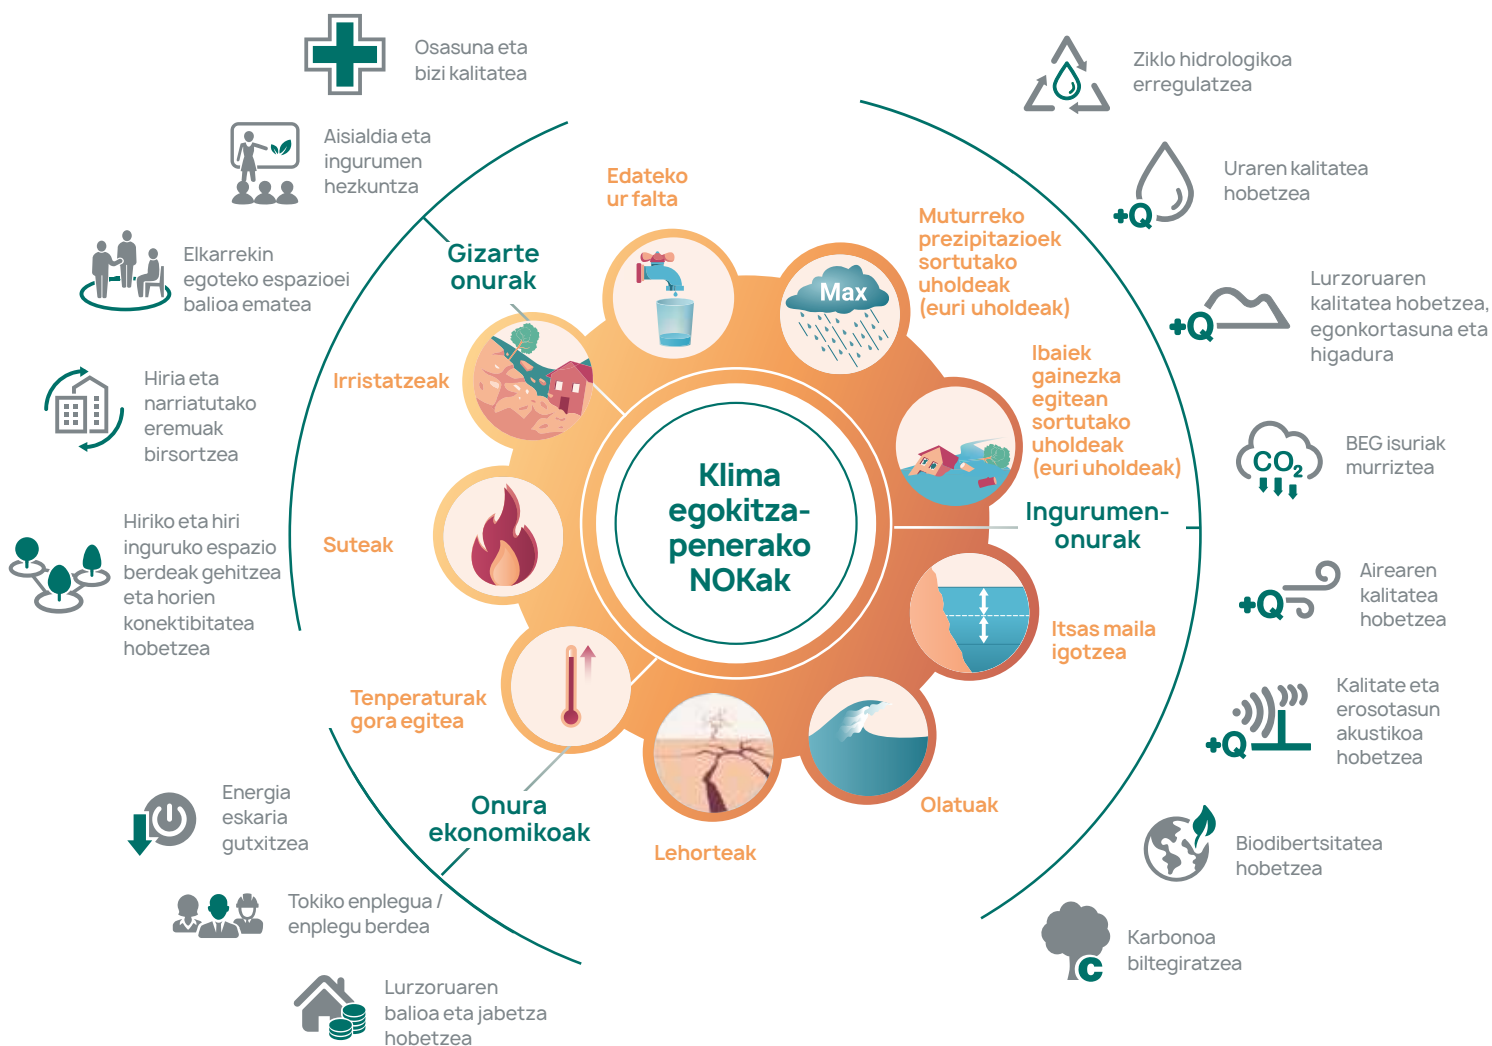 Osasuna eta
bizi kalitatea
Aisialdia eta
ingurumen
hezkuntza
Elkarrekin
egoteko espazioei
balioa ematea
Hiria eta
narriatutako
eremuak
birsortzea
Hiriko eta hiri
inguruko espazio
berdeak gehitzea
eta horien
konektibitatea
hobetzea
Gizarte
onurak
Energia
eskaria
gutxitzea
Tokiko enplegua /
enplegu berdea
Lurzoruaren
balioa eta jabetza
hobetzea
Onura
ekonomikoak
Edateko
ur falta
Irristatzeak
Suteak
Tenperaturak
gora egitea
Lehorteak
Olatuak
Itsas maila
igotzea
Ibaiek
gainezka
egitean
sortutako
uholdeak
(euri uholdeak)
Muturreko
prezipitazioek
sortutako
uholdeak
(euri uholdeak)
Max
Klima
egokitza-
penerako
NOKak
Ingurumen-
onurak
Ziklo hidrologikoa
erregulatzea
+Q
Uraren kalitatea
hobetzea
+Q
Lurzoruaren
kalitatea hobetzea,
egonkortasuna eta
higadura
CO₂
BEG isuriak
murriztea
+Q
Airearen
kalitatea
hobetzea
+Q
Kalitate eta
erosotasun
akustikoa
hobetzea
Biodibertsitatea
hobetzea
C
Karbonoa
biltegiratzea